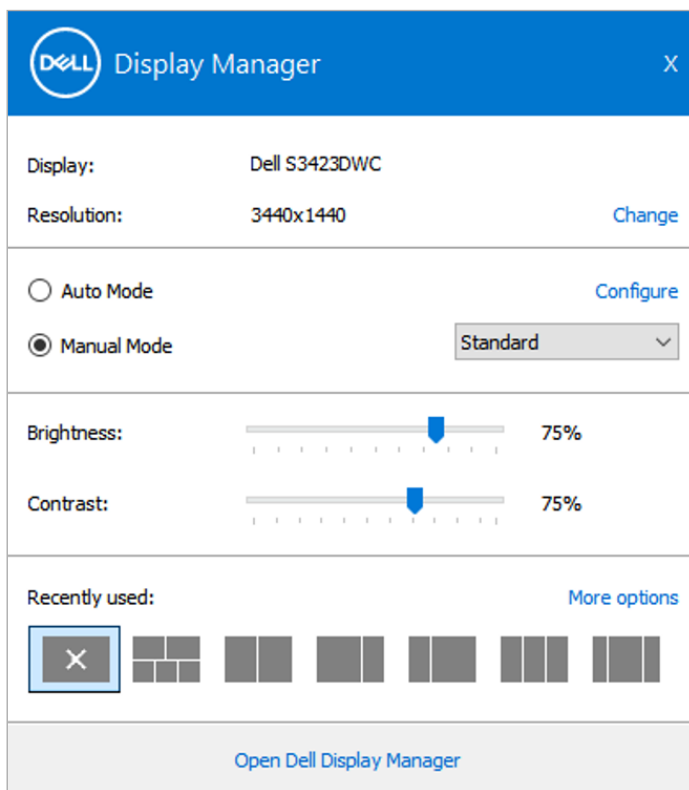 DELL Display Manager X
Display: Dell S3423DWC
Resolution: 3440x1440 Change
Auto Mode Configure
Manual Mode Standard
Brightness: 75%
Contrast: 75%
Recently used: More options
Open Dell Display Manager